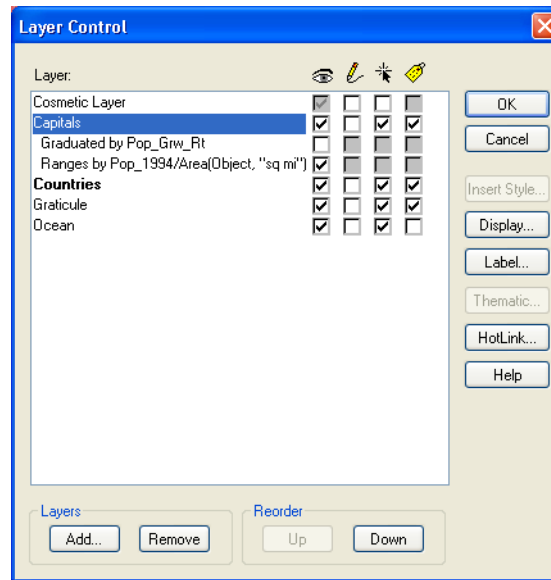 Layer Control
Layer:
Cosmetic Layer
Capitals
Graduated by Pop_Grw_Rt
Ranges by Pop_1994/Area(Object, "sq mi")
Countries
Graticule
Ocean
OK
Cancel
Insert Style...
Display...
Label...
Thematic...
HotLink...
Help
Layers
Add...
Remove
Reorder
Up
Down